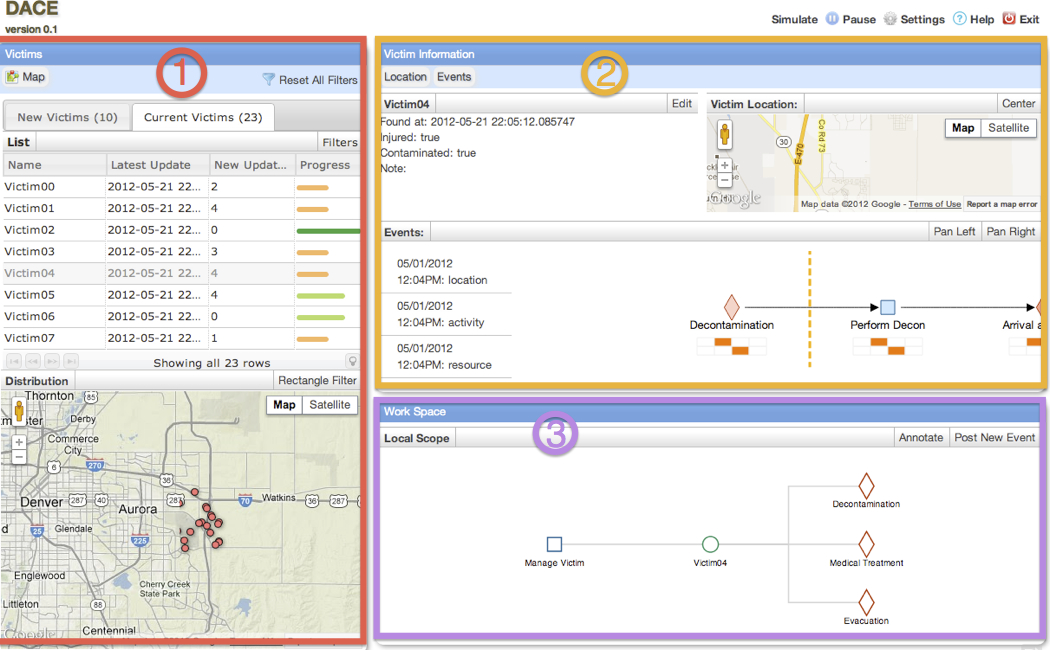 DACE
version 0.1
Simulate Pause Settings Help Exit
Victims
Map
1
Reset All Filters
New Victims (10) Current Victims (23)
List Filters
Name Latest Update New Updat... Progress
Victim00 2012-05-21 22... 2
Victim01 2012-05-21 22... 4
Victim02 2012-05-21 22... 0
Victim03 2012-05-21 22... 3
Victim04 2012-05-21 22... 4
Victim05 2012-05-21 22... 4
Victim06 2012-05-21 22... 0
Victim07 2012-05-21 22... 1
Showing all 23 rows
Distribution Rectangle Filter
Map Satellite
Thornton
85
Derby
Commerce
City
6
270
36
Denver
287
40
Aurora
287
70
Watkins
36
287
25
Glendale
225
Englewood
Cherry Creek
State Park
Littleton
88
Google
Centennial
Victim Information
2
Location Events
Victim04 Edit
Found at: 2012-05-21 22:05:12.085747
Injured: true
Contaminated: true
Note:
Victim Location: Center
Map Satellite
30
E-470
Co Rd 73
Google
Map data ©2012 Google - Terms of Use Report a map error
Events: Pan Left Pan Right
05/01/2012
12:04PM: location
05/01/2012
12:04PM: activity
05/01/2012
12:04PM: resource
Decontamination
Perform Decon
Arrival a
Work Space
3
Local Scope Annotate Post New Event
Manage Victim
Victim04
Decontamination
Medical Treatment
Evacuation